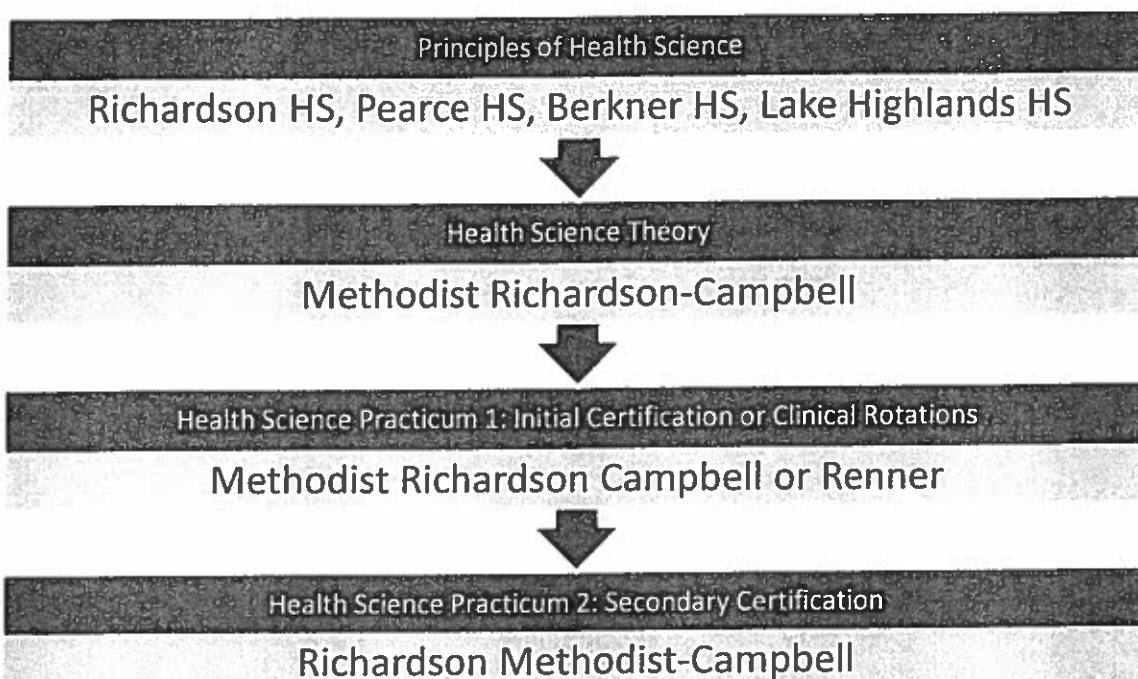 Principles of Health Science
Richardson HS, Pearce HS, Berkner HS, Lake Highlands HS
Health Science Theory
Methodist Richardson-Campbell
Health Science Practicum 1: Initial Certification or Clinical Rotations
Methodist Richardson Campbell or Renner
Health Science Practicum 2: Secondary Certification
Richardson Methodist-Campbell